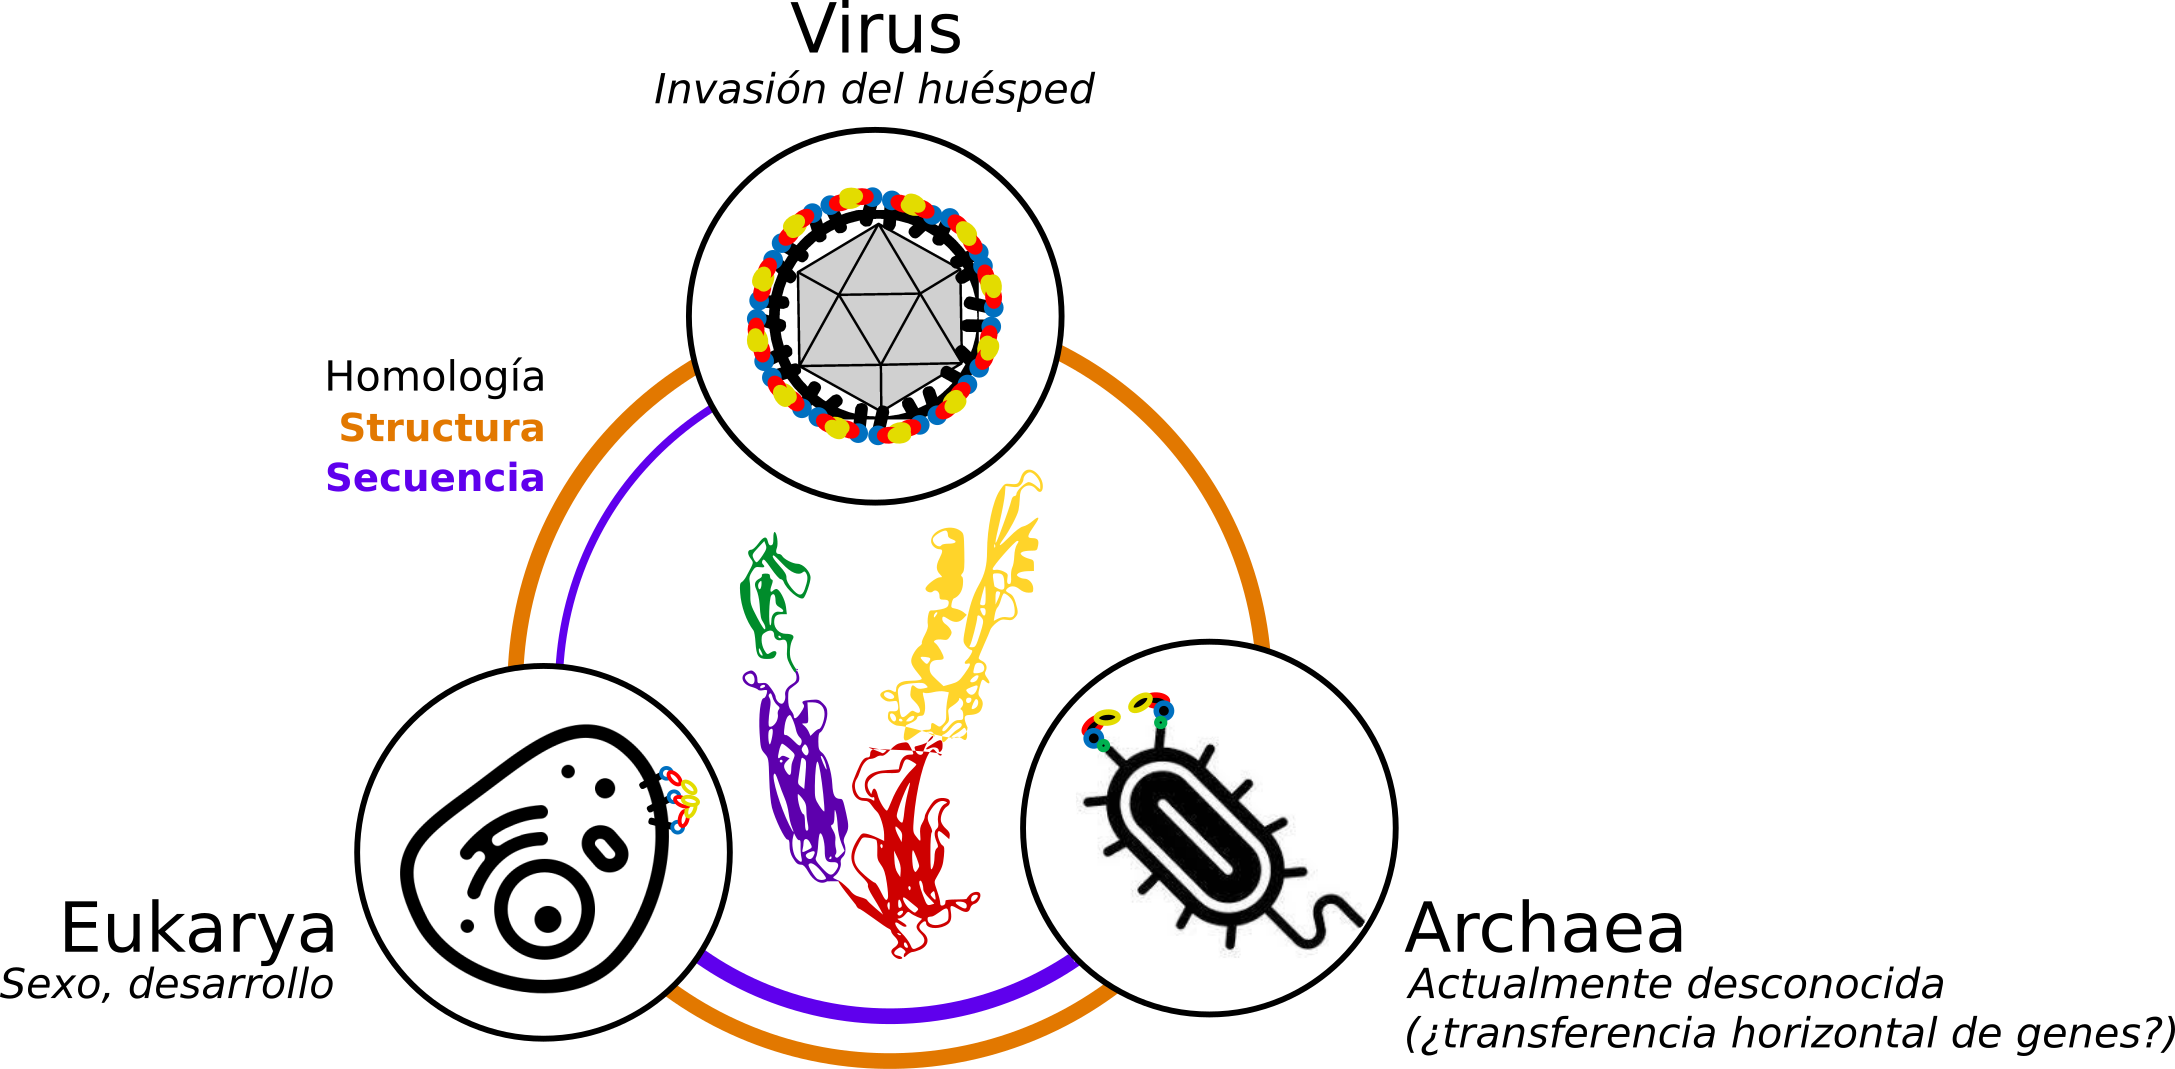 Virus
Invasión del huésped
Homología
Structura
Secuencia
Eukarya
Sexo, desarrollo
Archaea
Actualmente desconocida
(¿transferencia horizontal de genes?)